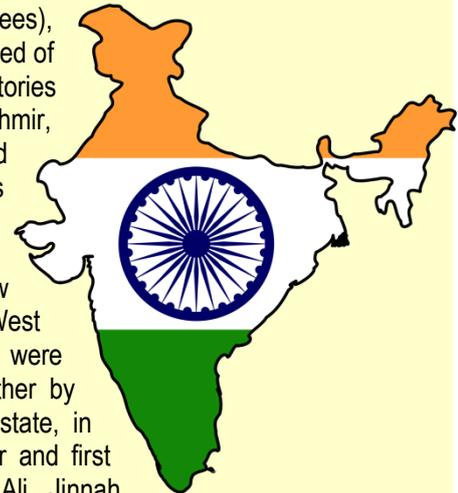 ees),
ed of
tories
hmir,
d
s
w
West
were
ther by
state, in
r and first
Ali Jinnah